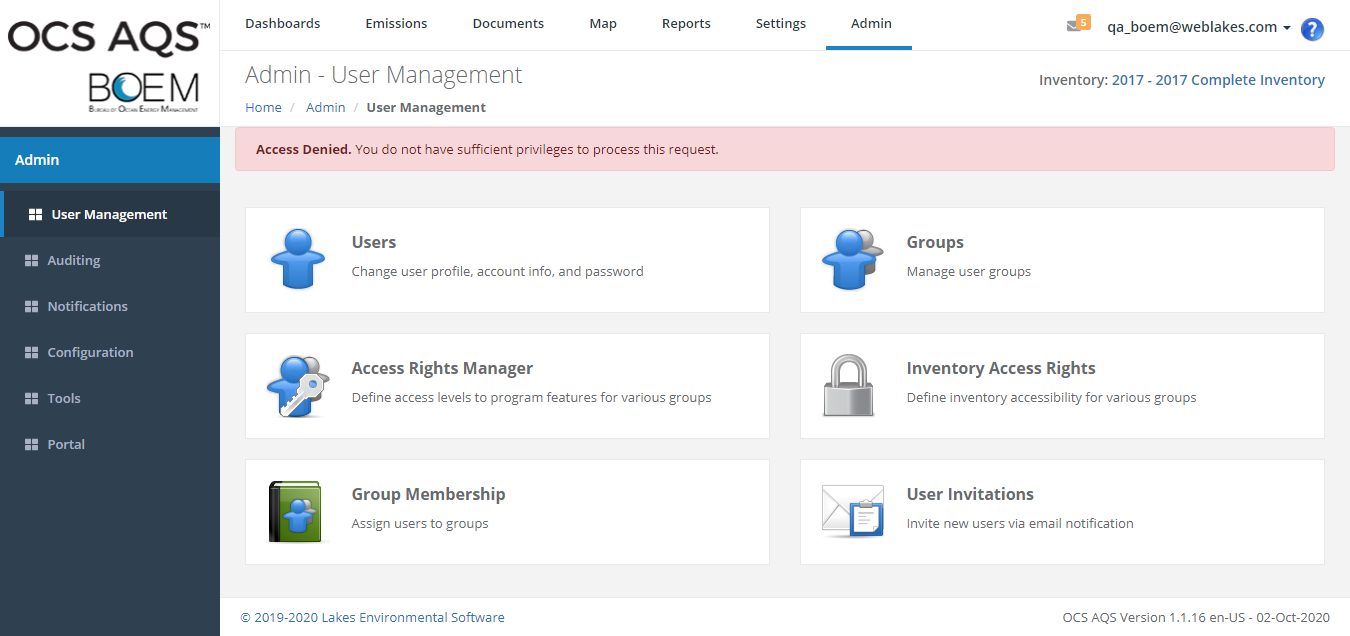 OCS AQS™
BOEM
Bureau of Ocean Energy Management
Dashboards Emissions Documents Map Reports Settings Admin
5 qa_boem@weblakes.com ?
Admin - User Management
Home / Admin / User Management
Inventory: 2017 - 2017 Complete Inventory
Admin
User Management
Auditing
Notifications
Configuration
Tools
Portal
Access Denied. You do not have sufficient privileges to process this request.
Users
Change user profile, account info, and password
Groups
Manage user groups
Access Rights Manager
Define access levels to program features for various groups
Inventory Access Rights
Define inventory accessibility for various groups
Group Membership
Assign users to groups
User Invitations
Invite new users via email notification
© 2019-2020 Lakes Environmental Software
OCS AQS Version 1.1.16 en-US - 02-Oct-2020